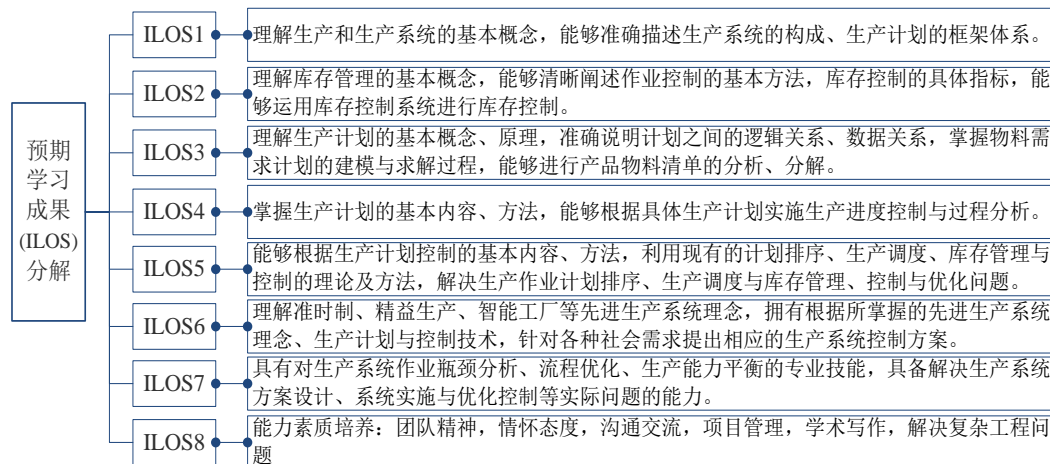 预期
学习
成果
(ILOS)
分解
ILOS1
理解生产和生产系统的基本概念，能够准确描述生产系统的构成、生产计划的框架体系。
ILOS2
理解库存管理的基本概念，能够清晰阐述作业控制的基本方法，库存控制的具体指标，能
够运用库存控制系统进行库存控制。
ILOS3
理解生产计划的基本概念、原理，准确说明计划之间的逻辑关系、数据关系，掌握物料需
求计划的建模与求解过程，能够进行产品物料清单的分析、分解。
ILOS4
掌握生产计划的基本内容、方法，能够根据具体生产计划实施生产进度控制与过程分析。
ILOS5
能够根据生产计划控制的基本内容、方法，利用现有的计划排序、生产调度、库存管理与
控制的理论及方法，解决生产作业计划排序、生产调度与库存管理、控制与优化问题。
ILOS6
理解准时制、精益生产、智能工厂等先进生产系统理念，拥有根据所掌握的先进生产系统
理念、生产计划与控制技术，针对各种社会需求提出相应的生产系统控制方案。
ILOS7
具有对生产系统作业瓶颈分析、流程优化、生产能力平衡的专业技能，具备解决生产系统
方案设计、系统实施与优化控制等实际问题的能力。
ILOS8
能力素质培养：团队精神，情怀态度，沟通交流，项目管理，学术写作，解决复杂工程问
题